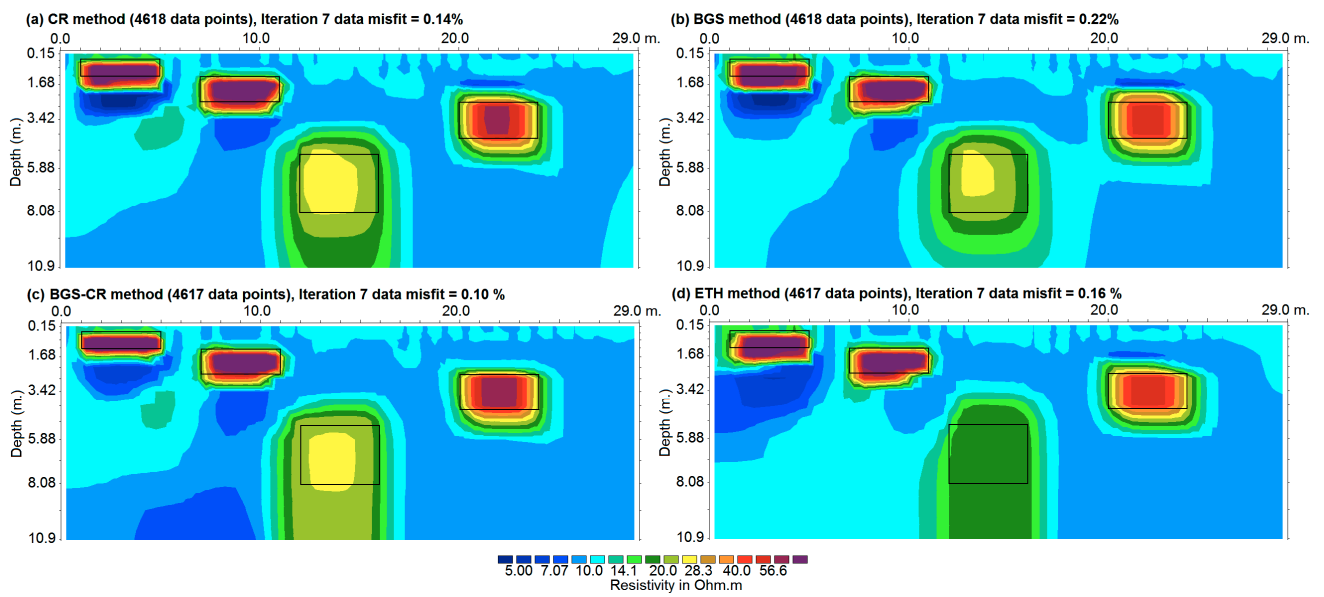 (a) CR method (4618 data points), Iteration 7 data misfit = 0.14%
0.0 10.0 20.0 29.0 m.
0.15
1.68
3.42
5.88
8.08
10.9
Depth (m.)
(b) BGS method (4618 data points), Iteration 7 data misfit = 0.22%
0.0 10.0 20.0 29.0 m.
0.15
1.68
3.42
5.88
8.08
10.9
Depth (m.)
(c) BGS-CR method (4617 data points), Iteration 7 data misfit = 0.10 %
0.0 10.0 20.0 29.0 m.
0.15
1.68
3.42
5.88
8.08
10.9
Depth (m.)
(d) ETH method (4617 data points), Iteration 7 data misfit = 0.16 %
0.0 10.0 20.0 29.0 m.
0.15
1.68
3.42
5.88
8.08
10.9
Depth (m.)
5.00 7.07 10.0 14.1 20.0 28.3 40.0 56.6
Resistivity in Ohm.m